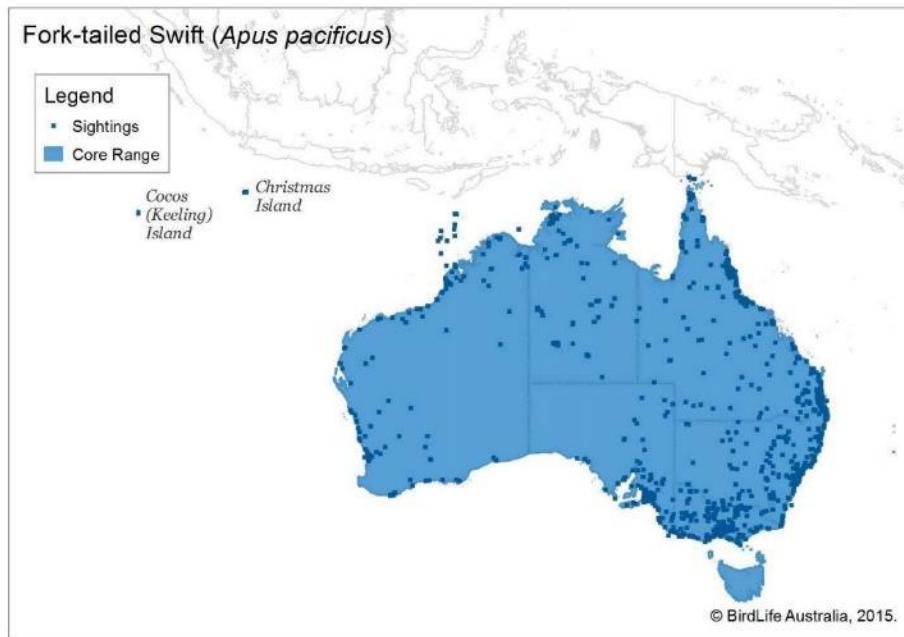 Fork-tailed Swift (Apus pacificus)
Legend
Sightings
Core Range
Cocos
(Keeling)
Island
Christmas
Island
© BirdLife Australia, 2015.